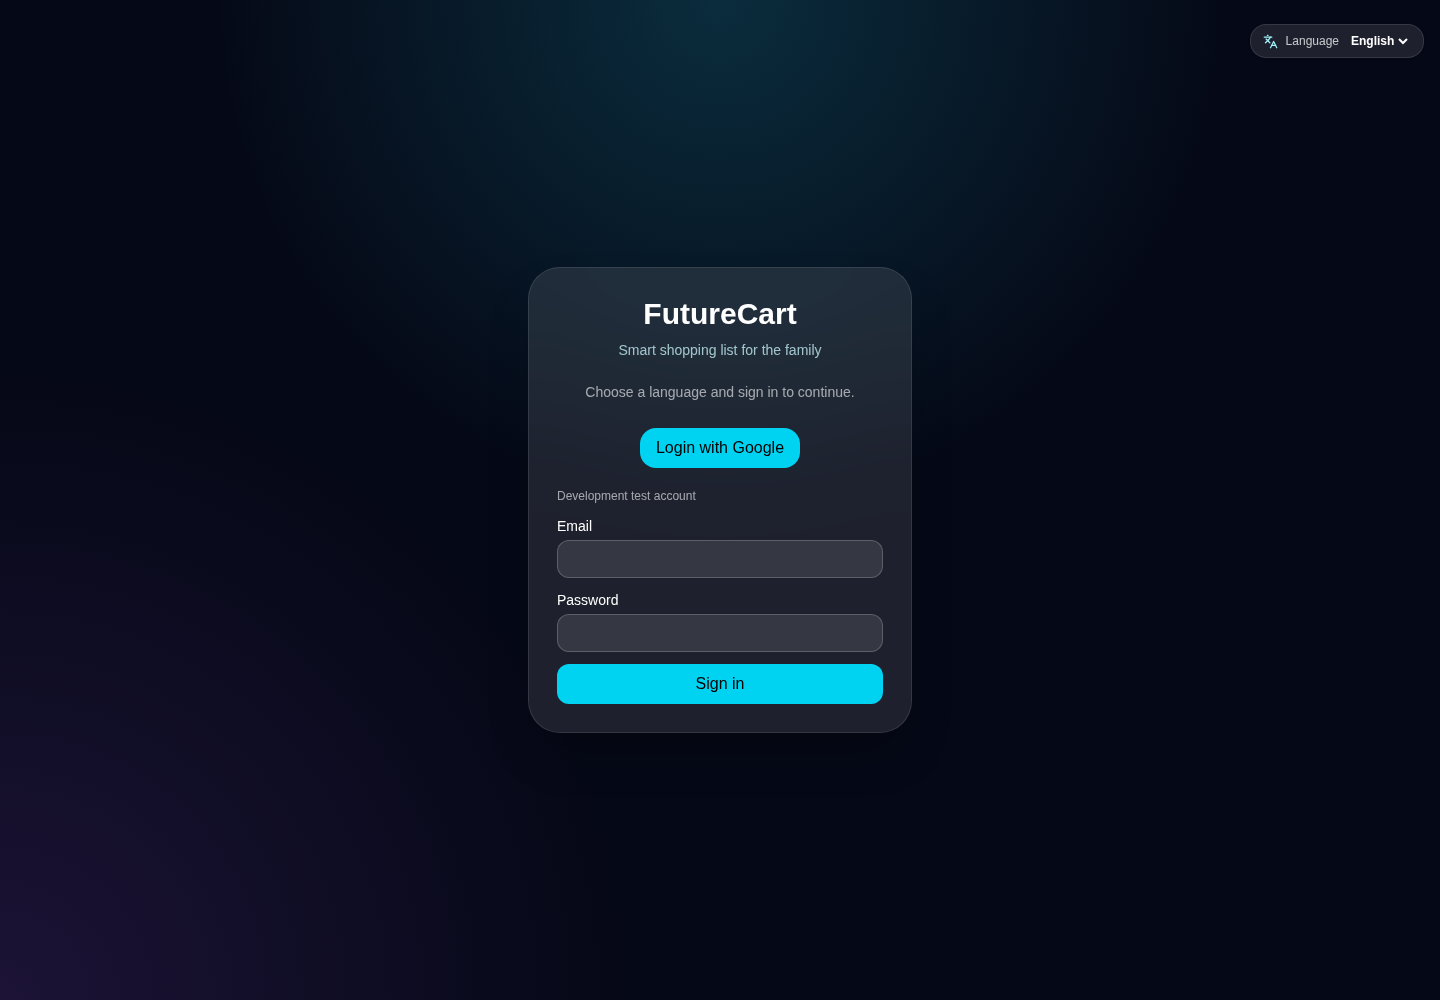 Language English
FutureCart
Smart shopping list for the family
Choose a language and sign in to continue.
Login with Google
Development test account
Email
Password
Sign in